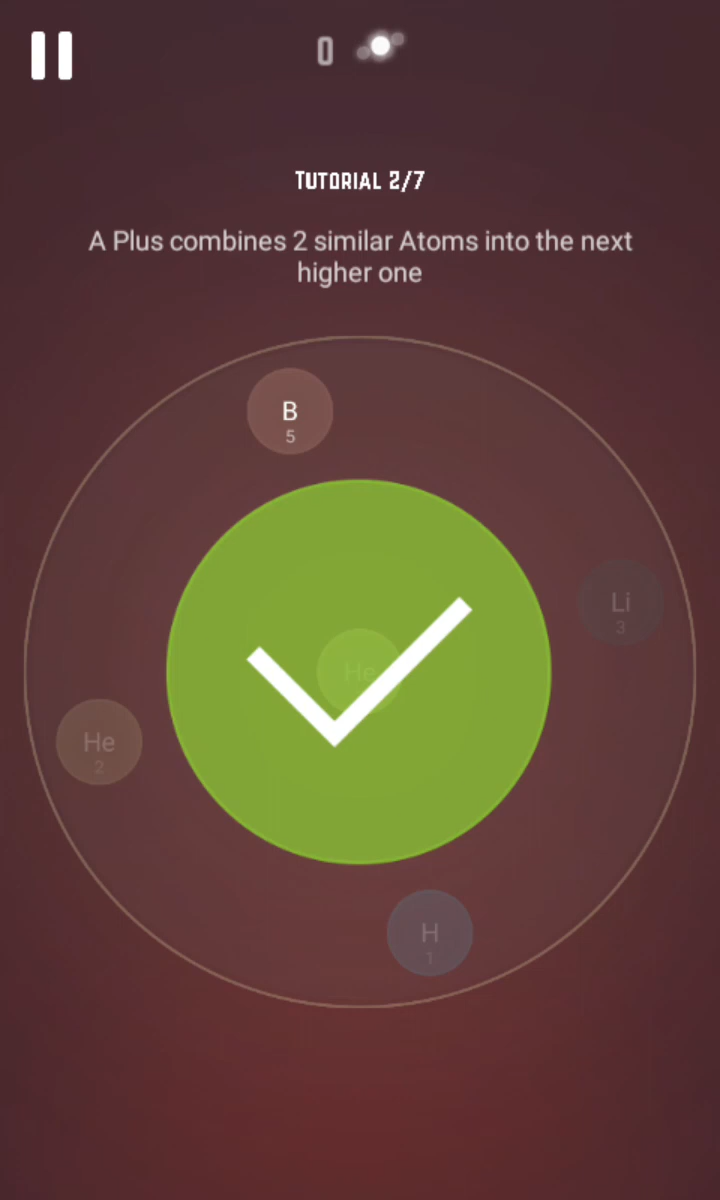 0
TUTORIAL 2/7
A Plus combines 2 similar Atoms into the next
higher one
B
5
Li
3
He
He
2
H
1